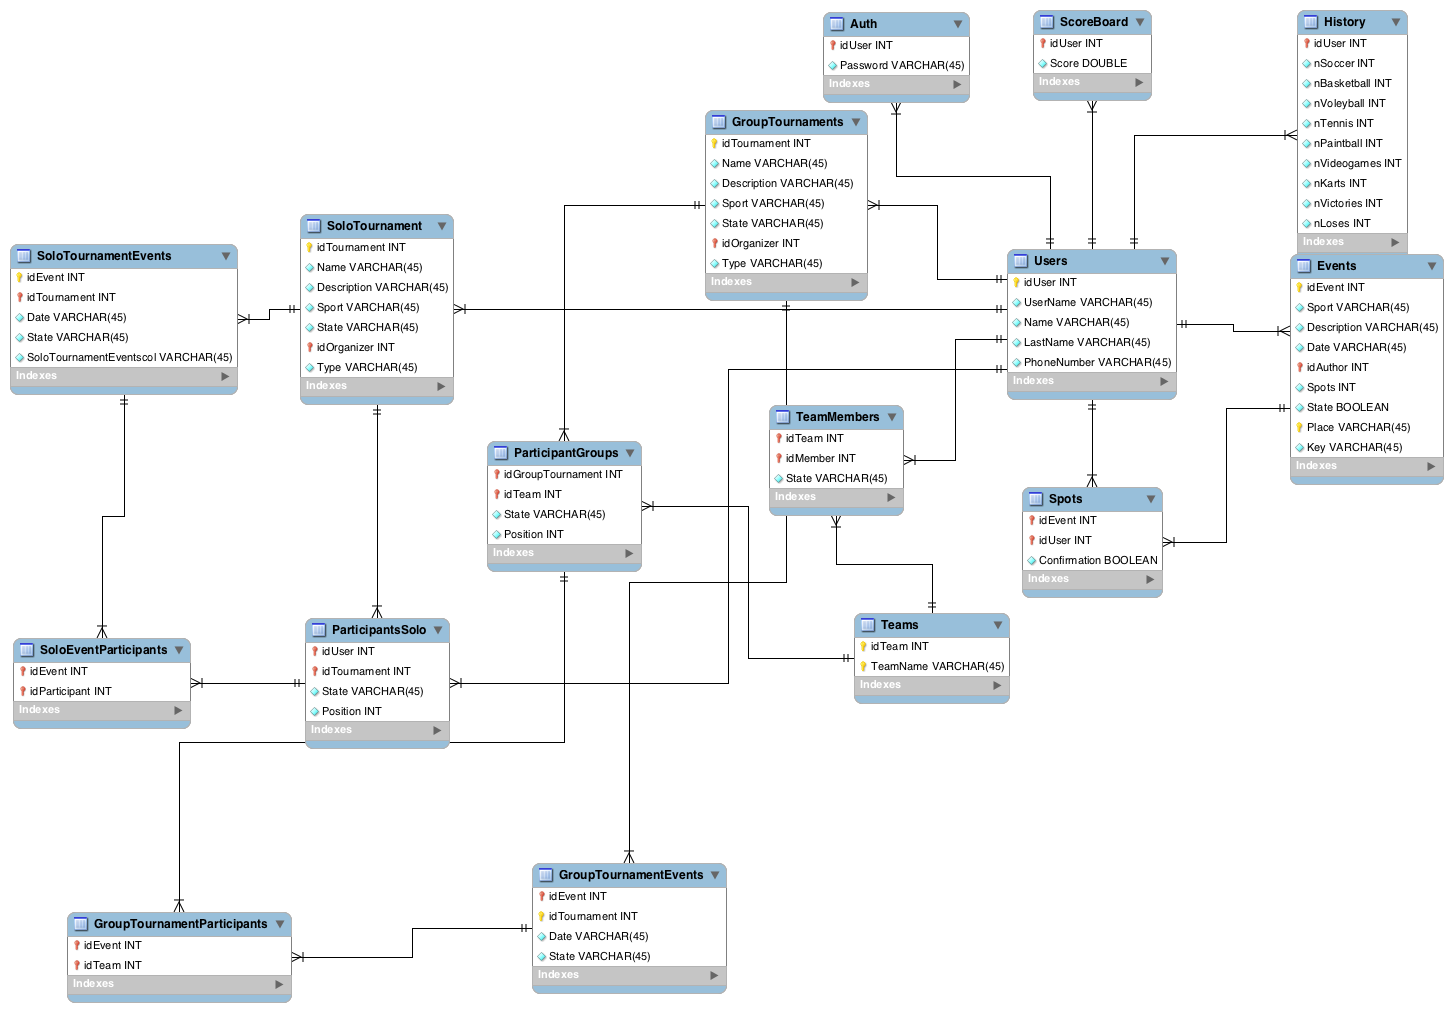 Auth
idUser INT
Password VARCHAR(45)
Indexes
ScoreBoard
idUser INT
Score DOUBLE
Indexes
History
idUser INT
nSoccer INT
nBasketball INT
nVoleyball INT
nTennis INT
nPaintball INT
nVideogames INT
nKarts INT
nVictories INT
nLoses INT
Indexes
GroupTournaments
idTournament INT
Name VARCHAR(45)
Description VARCHAR(45)
Sport VARCHAR(45)
State VARCHAR(45)
idOrganizer INT
Type VARCHAR(45)
Indexes
SoloTournament
idTournament INT
Name VARCHAR(45)
Description VARCHAR(45)
Sport VARCHAR(45)
State VARCHAR(45)
idOrganizer INT
Type VARCHAR(45)
Indexes
SoloTournamentEvents
idEvent INT
idTournament INT
Date VARCHAR(45)
State VARCHAR(45)
SoloTournamentEventscol VARCHAR(45)
Indexes
Users
idUser INT
UserName VARCHAR(45)
Name VARCHAR(45)
LastName VARCHAR(45)
PhoneNumber VARCHAR(45)
Indexes
Events
idEvent INT
Sport VARCHAR(45)
Description VARCHAR(45)
Date VARCHAR(45)
idAuthor INT
Spots INT
State BOOLEAN
Place VARCHAR(45)
Key VARCHAR(45)
Indexes
TeamMembers
idTeam INT
idMember INT
State VARCHAR(45)
Indexes
ParticipantGroups
idGroupTournament INT
idTeam INT
State VARCHAR(45)
Position INT
Indexes
Spots
idEvent INT
idUser INT
Confirmation BOOLEAN
Indexes
Teams
idTeam INT
TeamName VARCHAR(45)
Indexes
ParticipantsSolo
idUser INT
idTournament INT
State VARCHAR(45)
Position INT
Indexes
SoloEventParticipants
idEvent INT
idParticipant INT
Indexes
GroupTournamentEvents
idEvent INT
idTournament INT
Date VARCHAR(45)
State VARCHAR(45)
Indexes
GroupTournamentParticipants
idEvent INT
idTeam INT
Indexes